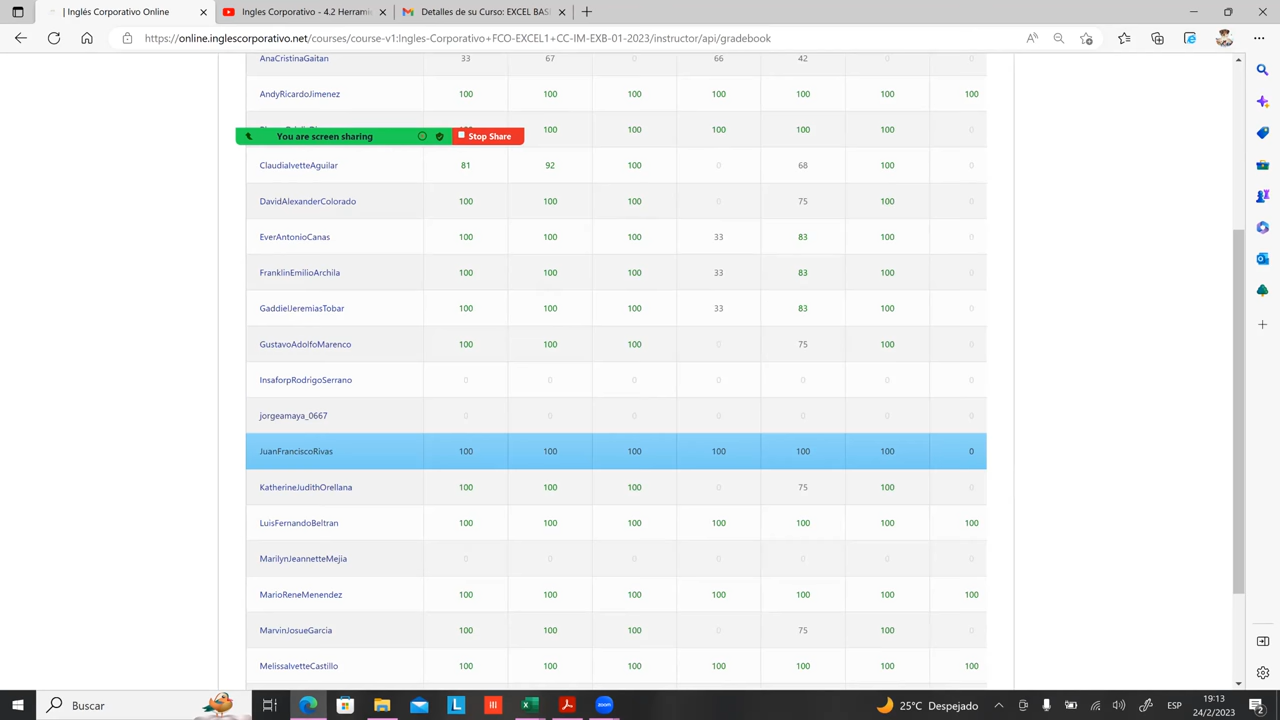 | Inglés Corporativo Online
Ingles Corporativo - 4.2 Herrami
Detalles de su Curso: EXCEL BAS
https://online.inglescorporativo.net/courses/course-v1:Ingles-Corporativo+FCO-EXCEL1+CC-IM-EXB-01-2023/instructor/api/gradebook
AnaCristinaGaitan 33 67 0 66 42 0 0
AndyRicardoJimenez 100 100 100 100 100 100 100
100 100 100 100 100 0
You are screen sharing Stop Share
ClaudiaIvetteAguilar 81 92 100 0 68 100 0
DavidAlexanderColorado 100 100 100 0 75 100 0
EverAntonioCanas 100 100 100 33 83 100 0
FranklinEmilioArchila 100 100 100 33 83 100 0
GaddielJeremiasTobar 100 100 100 33 83 100 0
GustavoAdolfoMarenco 100 100 100 0 75 100 0
InsaforpRodrigoSerrano 0 0 0 0 0 0 0
jorgeamaya_0667 0 0 0 0 0 0 0
JuanFranciscoRivas 100 100 100 100 100 100 0
KatherineJudithOrellana 100 100 100 0 75 100 0
LuisFernandoBeltran 100 100 100 100 100 100 100
MarilynJeannetteMejia 0 0 0 0 0 0 0
MarioReneMenendez 100 100 100 100 100 100 100
MarvinJosueGarcia 100 100 100 0 75 100 0
MelissaIvetteCastillo 100 100 100 100 100 100 100
Buscar
25°C Despejado
ESP
19:13
24/2/2023
2